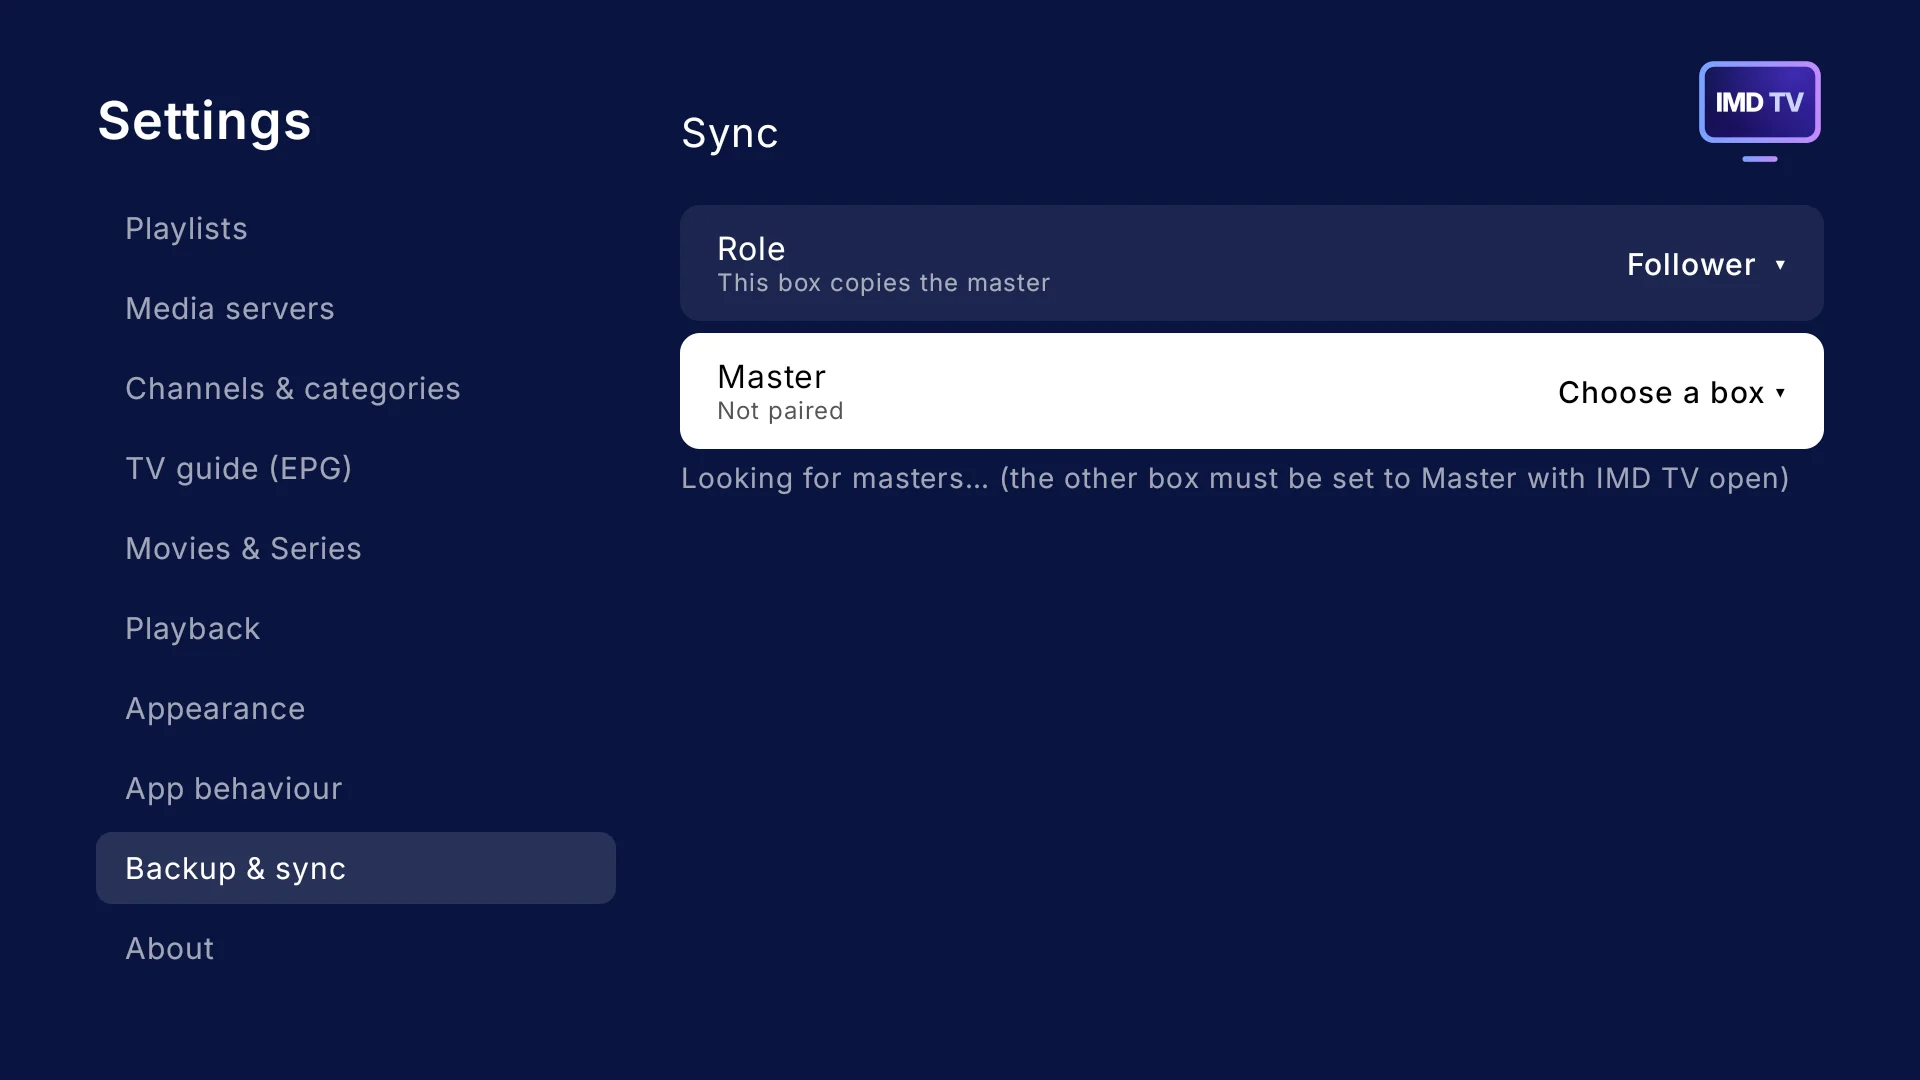 Settings
Playlists
Media servers
Channels & categories
TV guide (EPG)
Movies & Series
Playback
Appearance
App behaviour
Backup & sync
About
Sync
IMD TV
Role
This box copies the master
Follower ▾
Master
Not paired
Choose a box ▾
Looking for masters... (the other box must be set to Master with IMD TV open)